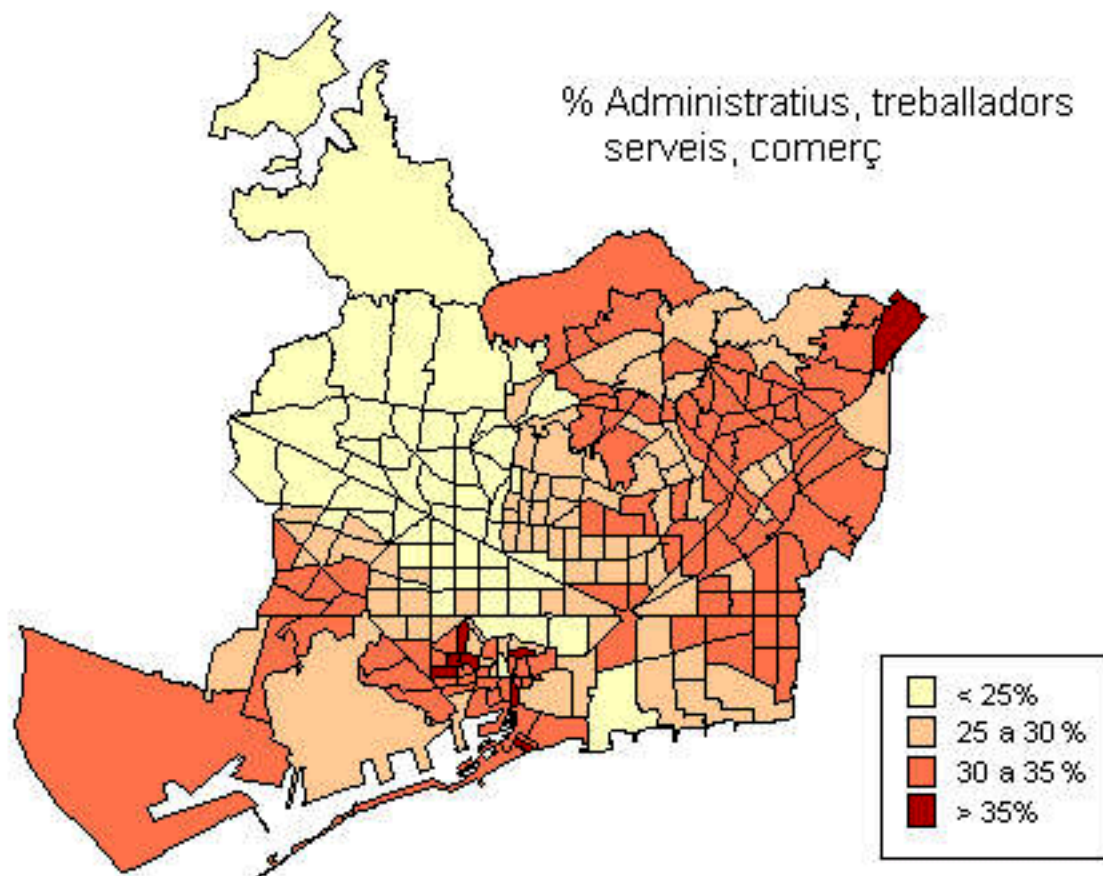 % Administratius, treballadors
serveis, comerç
< 25%
25 a 30 %
30 a 35 %
> 35%